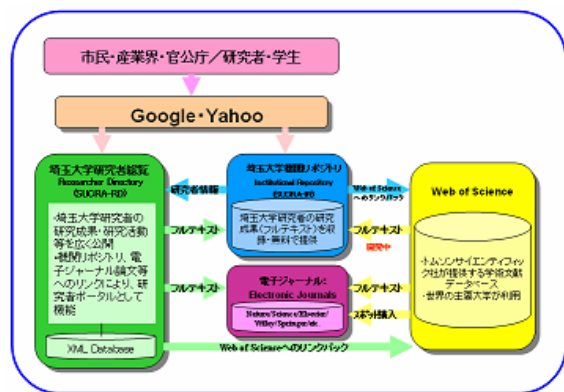 市民・産業界・官公庁／研究者・学生
Google・Yahoo
埼玉大学研究者総覧
Researcher Directory
(SUCRA-RD)
・埼玉大学研究者の
研究成果・研究活動
等を広く公開
・機関リポジトリ、電
子ジャーナル論文等
へのリンクにより、研
究者ポータルとして
機能
XML Database
研究者情報
フルテキスト
フルテキスト
埼玉大学機関リポジトリ
Institutional Repository
(SUCRA-IR)
埼玉大学研究者の研究
成果(フルテキスト)を収
録・無料で提供
電子ジャーナル:
Electronic Journals
Nature/Science/Elsevier/
Willey/Springer/etc
Web of Science
へのリンクバック
フルテキスト
開発中
フルテキスト
スポット購入
Web of Science
・トムソンサイエンティフィッ
ク社が提供する学術文献
データベース
・世界の主要大学が利用
Web of Scienceへのリンクバック